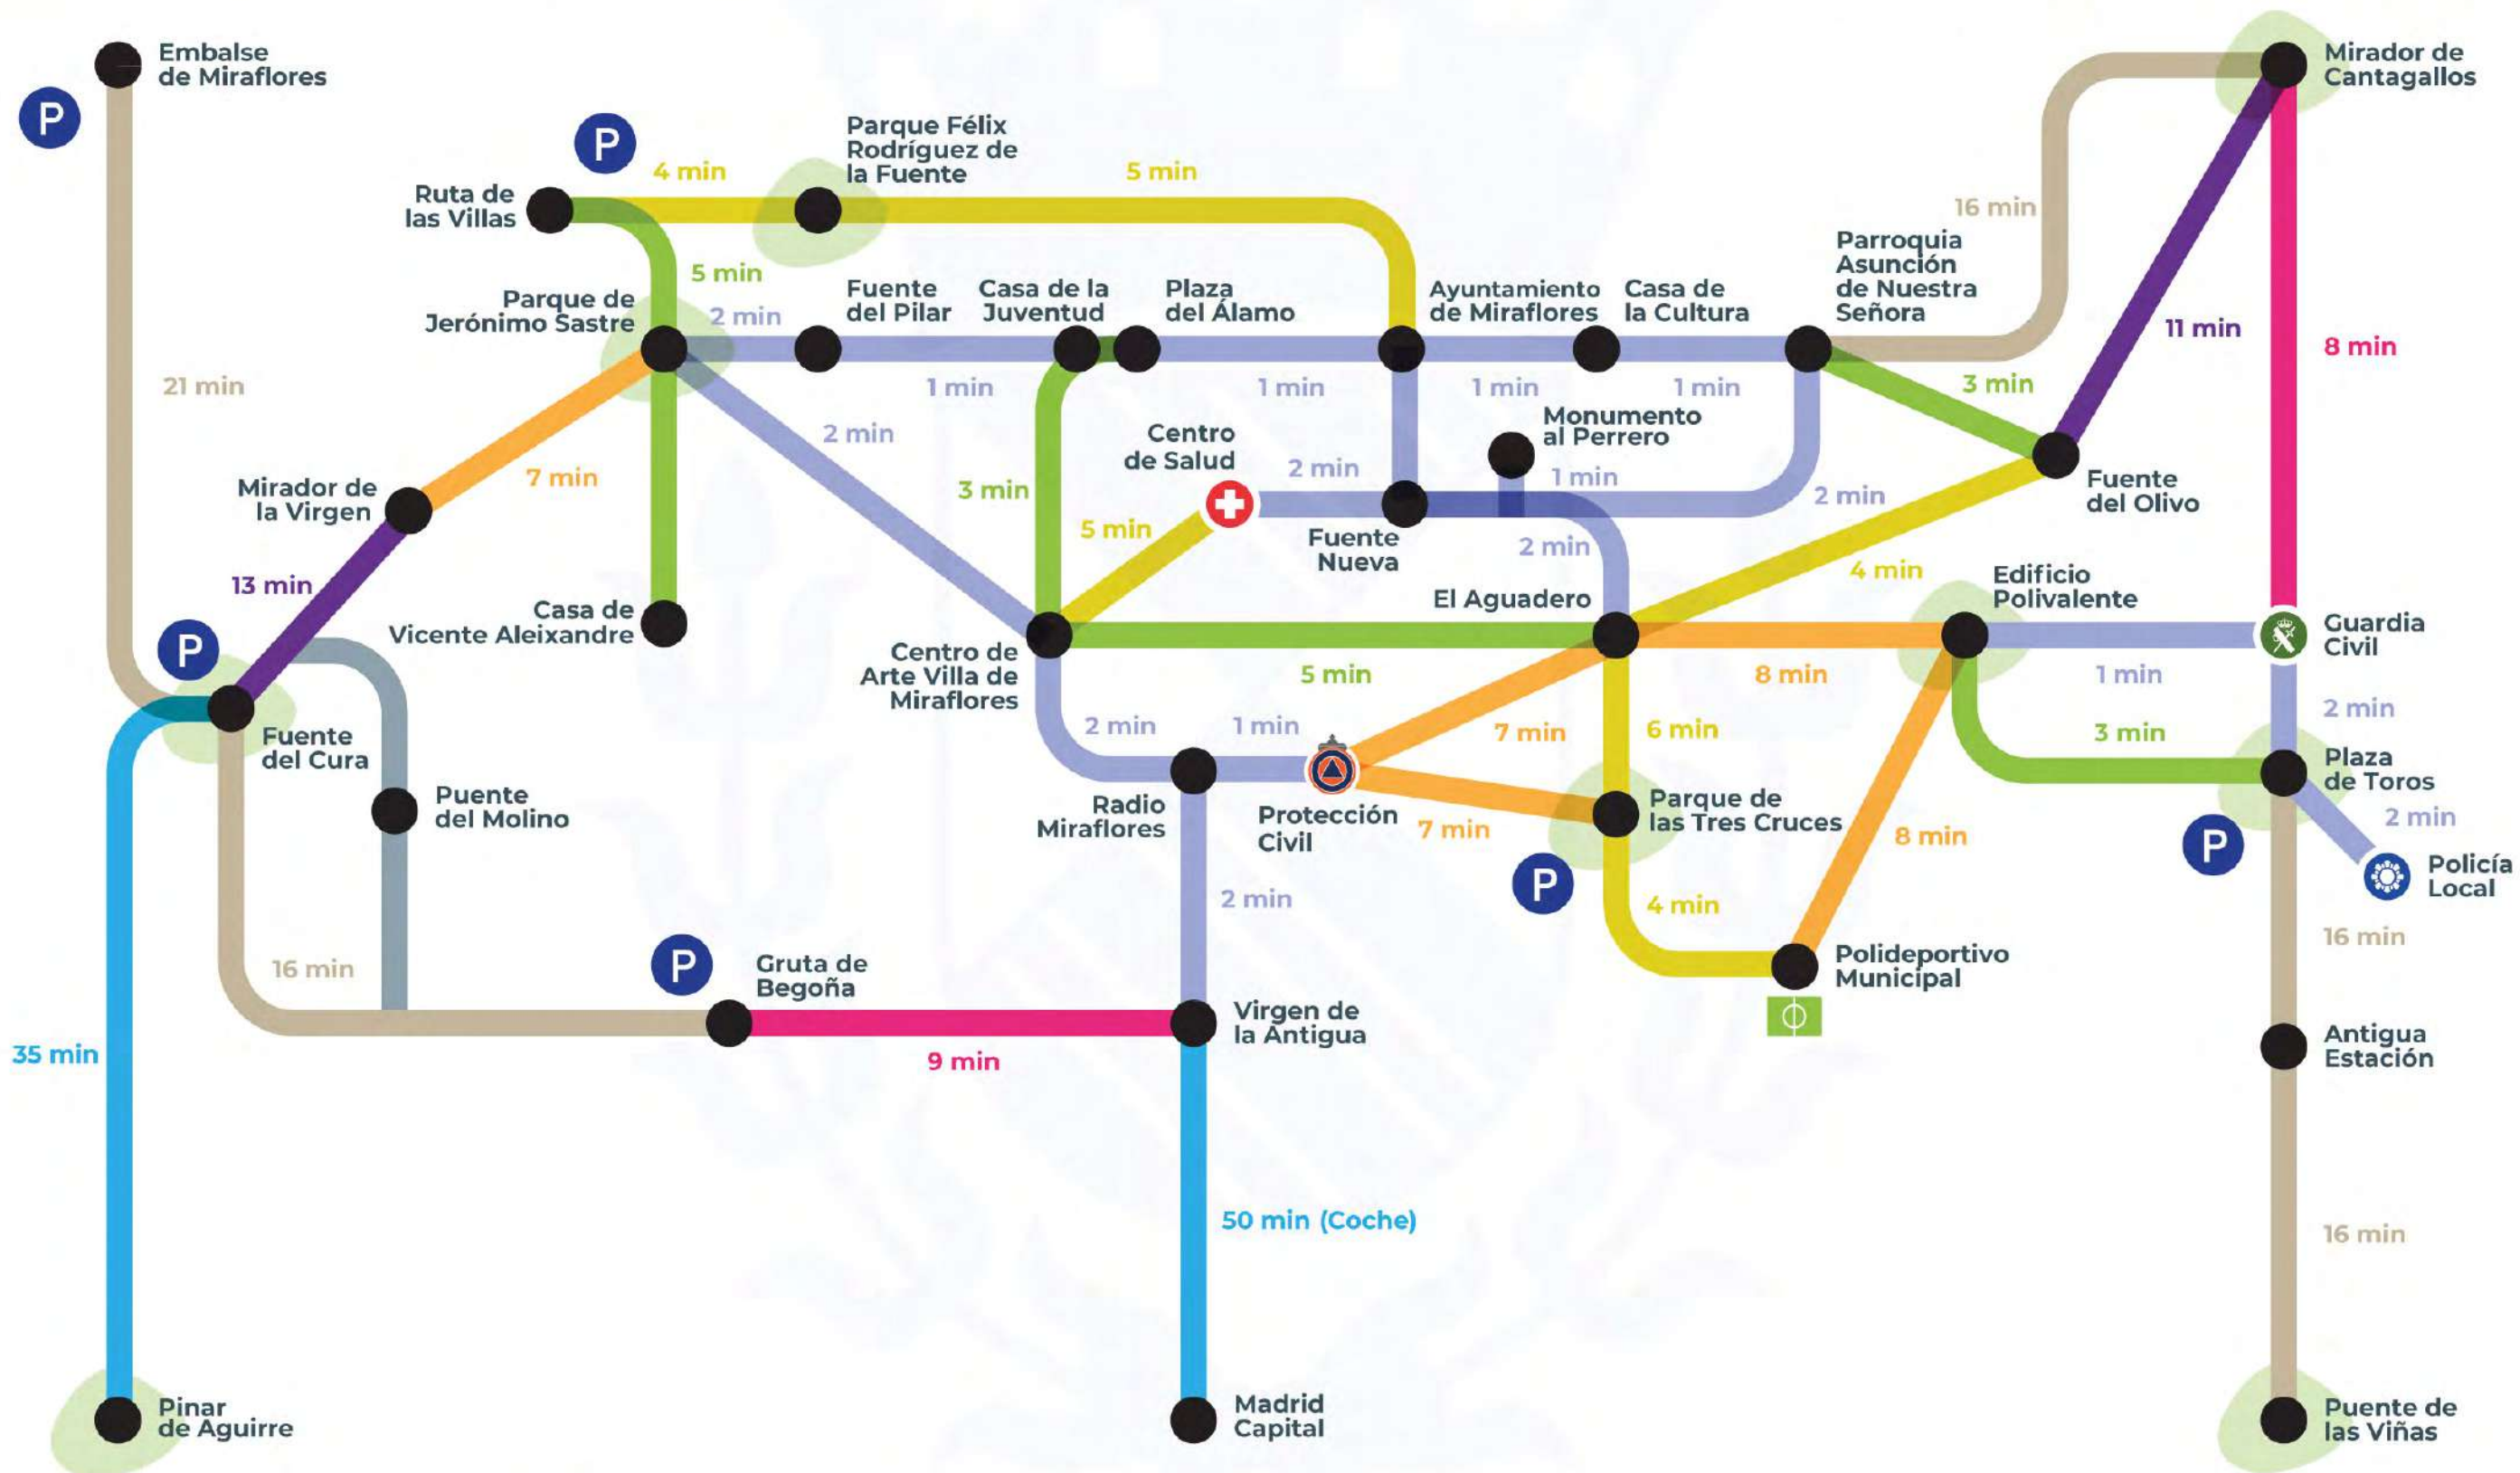 Embalse
de Miraflores
P
21 min
Mirador de
Cantagallos
P
4 min
Parque Félix
Rodríguez de
la Fuente
5 min
Ruta de
las Villas
5 min
16 min
11 min
8 min
Parque de
Jerónimo Sastre
2 min
Fuente
del Pilar
Casa de la
Juventud
Plaza
del Álamo
Ayuntamiento
de Miraflores
Casa de
la Cultura
Parroquia
Asunción
de Nuestra
Señora
1 min
1 min
1 min
1 min
3 min
2 min
Centro
de Salud
2 min
Monumento
al Perrero
1 min
2 min
Fuente
del Olivo
Mirador de
la Virgen
7 min
3 min
5 min
Fuente
Nueva
2 min
4 min
13 min
Casa de
Vicente Aleixandre
El Aguadero
Edificio
Polivalente
Guardia
Civil
P
Fuente
del Cura
Centro de
Arte Villa de
Miraflores
5 min
8 min
1 min
2 min
2 min
1 min
7 min
6 min
3 min
Plaza
de Toros
Puente
del Molino
Radio
Miraflores
Protección
Civil
7 min
Parque de
las Tres Cruces
8 min
2 min
P
P
Policía
Local
2 min
4 min
16 min
16 min
P
Gruta de
Begoña
Polideportivo
Municipal
Virgen de
la Antigua
Antigua
Estación
35 min
9 min
50 min (Coche)
16 min
Pinar
de Aguirre
Madrid
Capital
Puente de
las Viñas